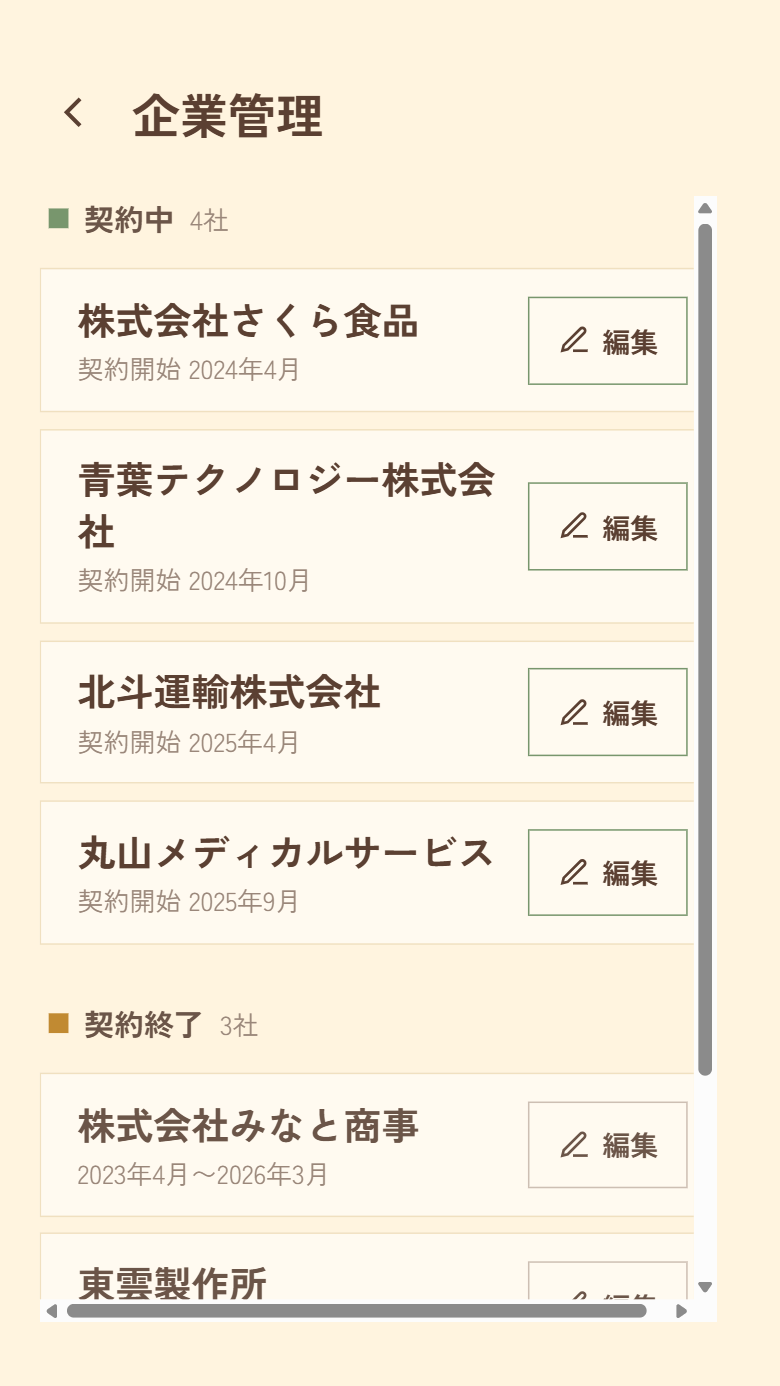 企業管理
契約中 4社
株式会社さくら食品
契約開始 2024年4月
編集
青葉テクノロジー株式会
社
契約開始 2024年10月
編集
北斗運輸株式会社
契約開始 2025年4月
編集
丸山メディカルサービス
契約開始 2025年9月
編集
契約終了 3社
株式会社みなと商事
2023年4月～2026年3月
編集
東雲製作所
編集